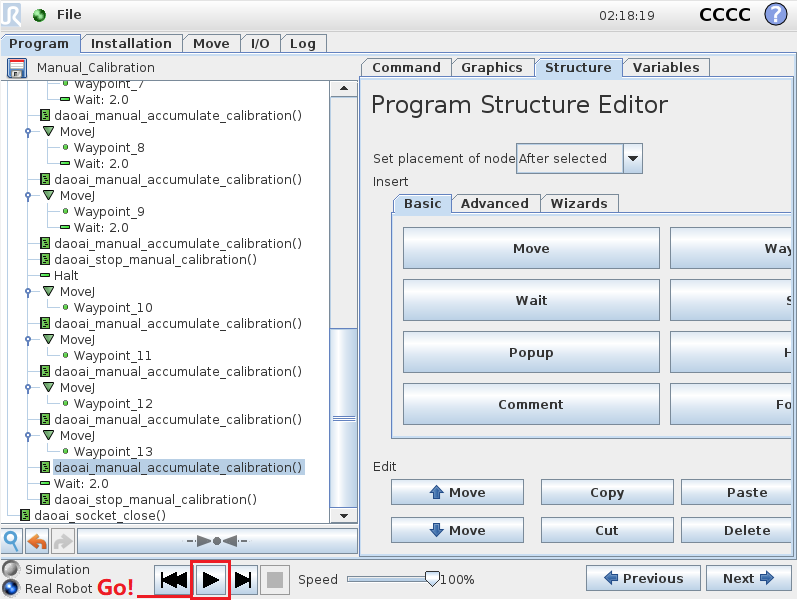 File
02:18:19
CCCC
?
Program
Installation
Move
I/O
Log
Manual_Calibration
Waypoint_7
Wait: 2.0
daoai_manual_accumulate_calibration()
MoveJ
Waypoint_8
Wait: 2.0
daoai_manual_accumulate_calibration()
MoveJ
Waypoint_9
Wait: 2.0
daoai_manual_accumulate_calibration()
daoai_stop_manual_calibration()
Halt
MoveJ
Waypoint_10
daoai_manual_accumulate_calibration()
MoveJ
Waypoint_11
daoai_manual_accumulate_calibration()
MoveJ
Waypoint_12
daoai_manual_accumulate_calibration()
MoveJ
Waypoint_13
daoai_manual_accumulate_calibration()
Wait: 2.0
daoai_stop_manual_calibration()
daoai_socket_close()
Command
Graphics
Structure
Variables
Program Structure Editor
Set placement of node
After selected
Insert
Basic
Advanced
Wizards
Move
Way
Wait
S
Popup
H
Comment
Fo
Edit
Move
Copy
Paste
Move
Cut
Delete
Simulation
Real Robot
Go!
Speed
100%
Previous
Next